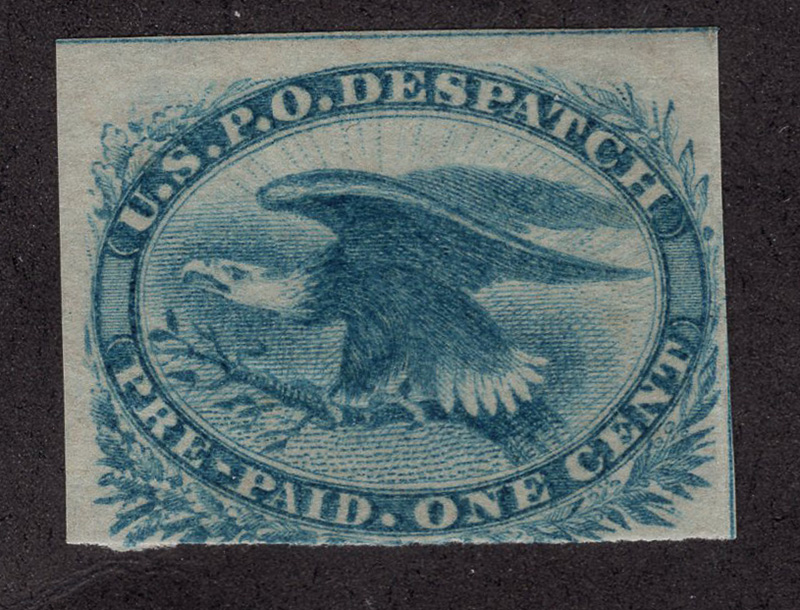 U.S.P.O. DESPATCH
PRE-PAID. ONE CENT